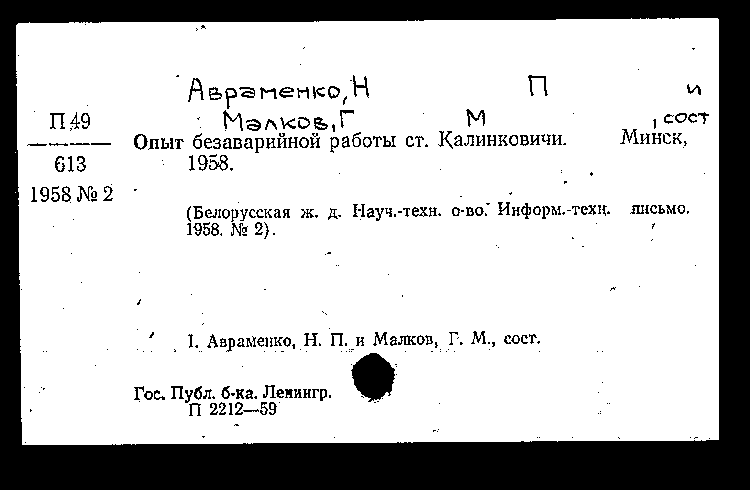 Авраменко, Н П и
Малков, Г М , сост
П 49
613
1958 № 2
Опыт безаварийной работы ст. Калинковичи. Минск,
1958.
(Белорусская ж. д. Науч.-техн. о-во. Информ.-техн. письмо.
1958. № 2).
I. Авраменко, Н. П. и Малков, Г. М., сост.
Гос. Публ. б-ка. Ленингр.
П 2212—59